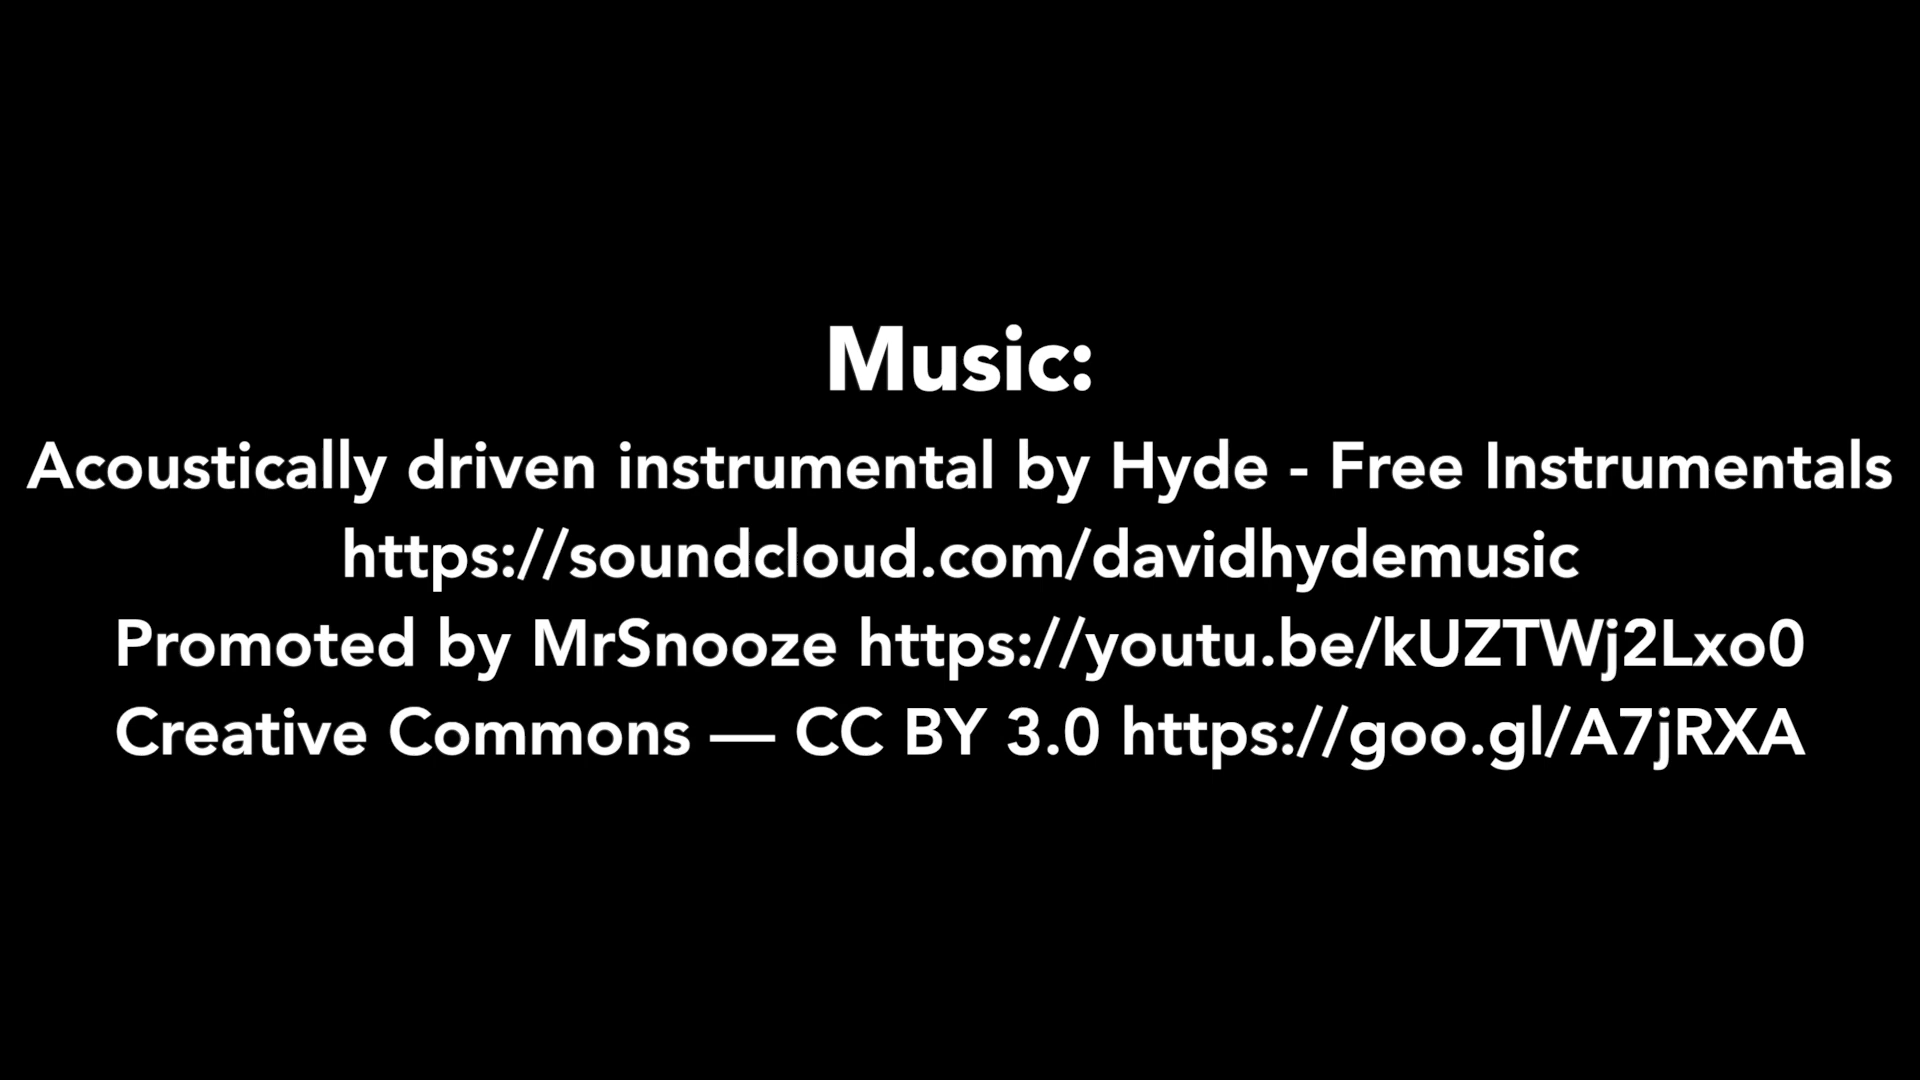 Music:
Acoustically driven instrumental by Hyde - Free Instrumentals
https://soundcloud.com/davidhydemusic
Promoted by MrSnooze https://youtu.be/kUZTWj2Lxo0
Creative Commons — CC BY 3.0 https://goo.gl/A7jRXA